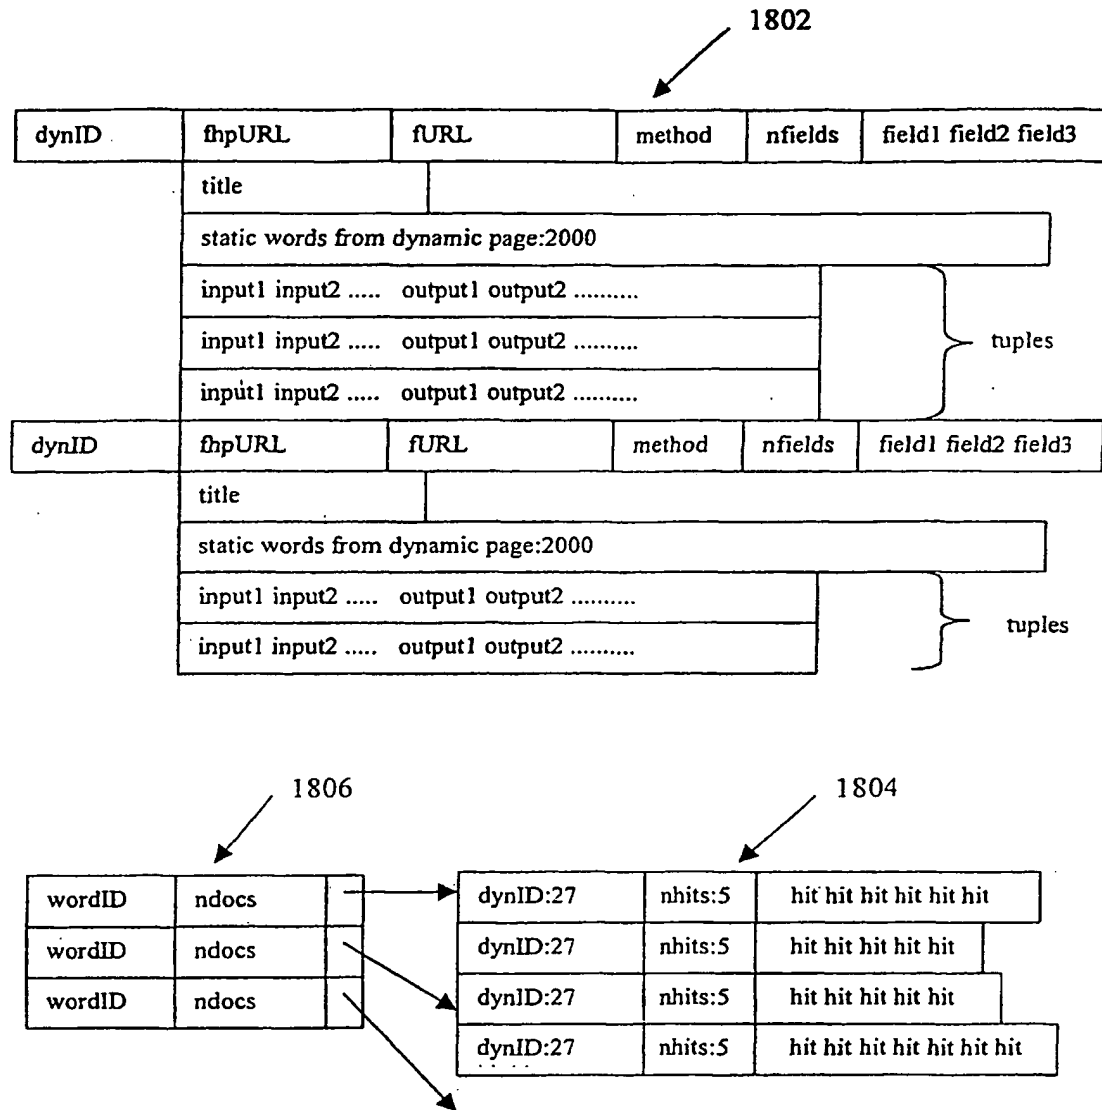 1802
dynID fhpURL fURL method nfields field1 field2 field3
title
static words from dynamic page:2000
input1 input2 ..... output1 output2 ..........
input1 input2 ..... output1 output2 ..........
tuples
input1 input2 ..... output1 output2 ..........
dynID fhpURL fURL method nfields field1 field2 field3
title
static words from dynamic page:2000
input1 input2 ..... output1 output2 ..........
tuples
input1 input2 ..... output1 output2 ..........
1806 1804
wordID ndocs dynID:27 nhits:5 hit hit hit hit hit hit
wordID ndocs dynID:27 nhits:5 hit hit hit hit hit
wordID ndocs dynID:27 nhits:5 hit hit hit hit hit
dynID:27 nhits:5 hit hit hit hit hit hit hit
.....